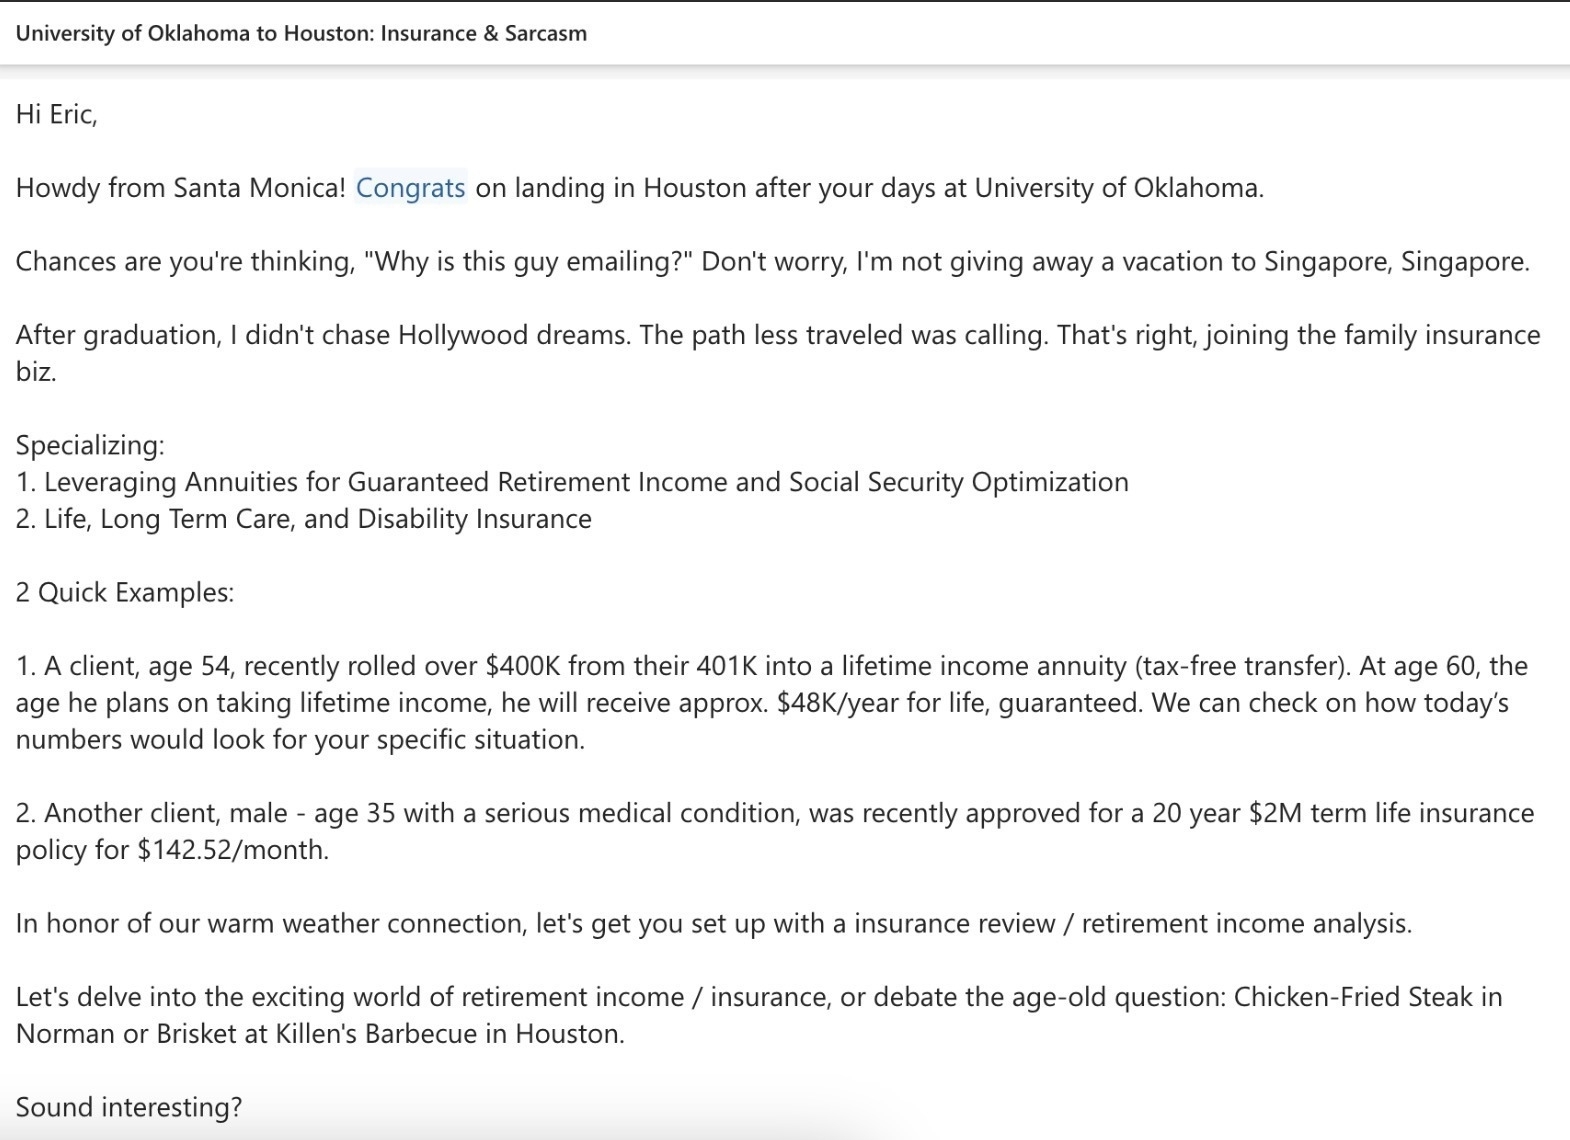 University of Oklahoma to Houston: Insurance & Sarcasm
Hi Eric,
Howdy from Santa Monica! Congrats on landing in Houston after your days at University of Oklahoma.
Chances are you're thinking, "Why is this guy emailing?" Don't worry, I'm not giving away a vacation to Singapore, Singapore.
After graduation, I didn't chase Hollywood dreams. The path less traveled was calling. That's right, joining the family insurance
biz.
Specializing:
1. Leveraging Annuities for Guaranteed Retirement Income and Social Security Optimization
2. Life, Long Term Care, and Disability Insurance
2 Quick Examples:
1. A client, age 54, recently rolled over $400K from their 401K into a lifetime income annuity (tax-free transfer). At age 60, the
age he plans on taking lifetime income, he will receive approx. $48K/year for life, guaranteed. We can check on how today’s
numbers would look for your specific situation.
2. Another client, male - age 35 with a serious medical condition, was recently approved for a 20 year $2M term life insurance
policy for $142.52/month.
In honor of our warm weather connection, let's get you set up with a insurance review / retirement income analysis.
Let's delve into the exciting world of retirement income / insurance, or debate the age-old question: Chicken-Fried Steak in
Norman or Brisket at Killen's Barbecue in Houston.
Sound interesting?